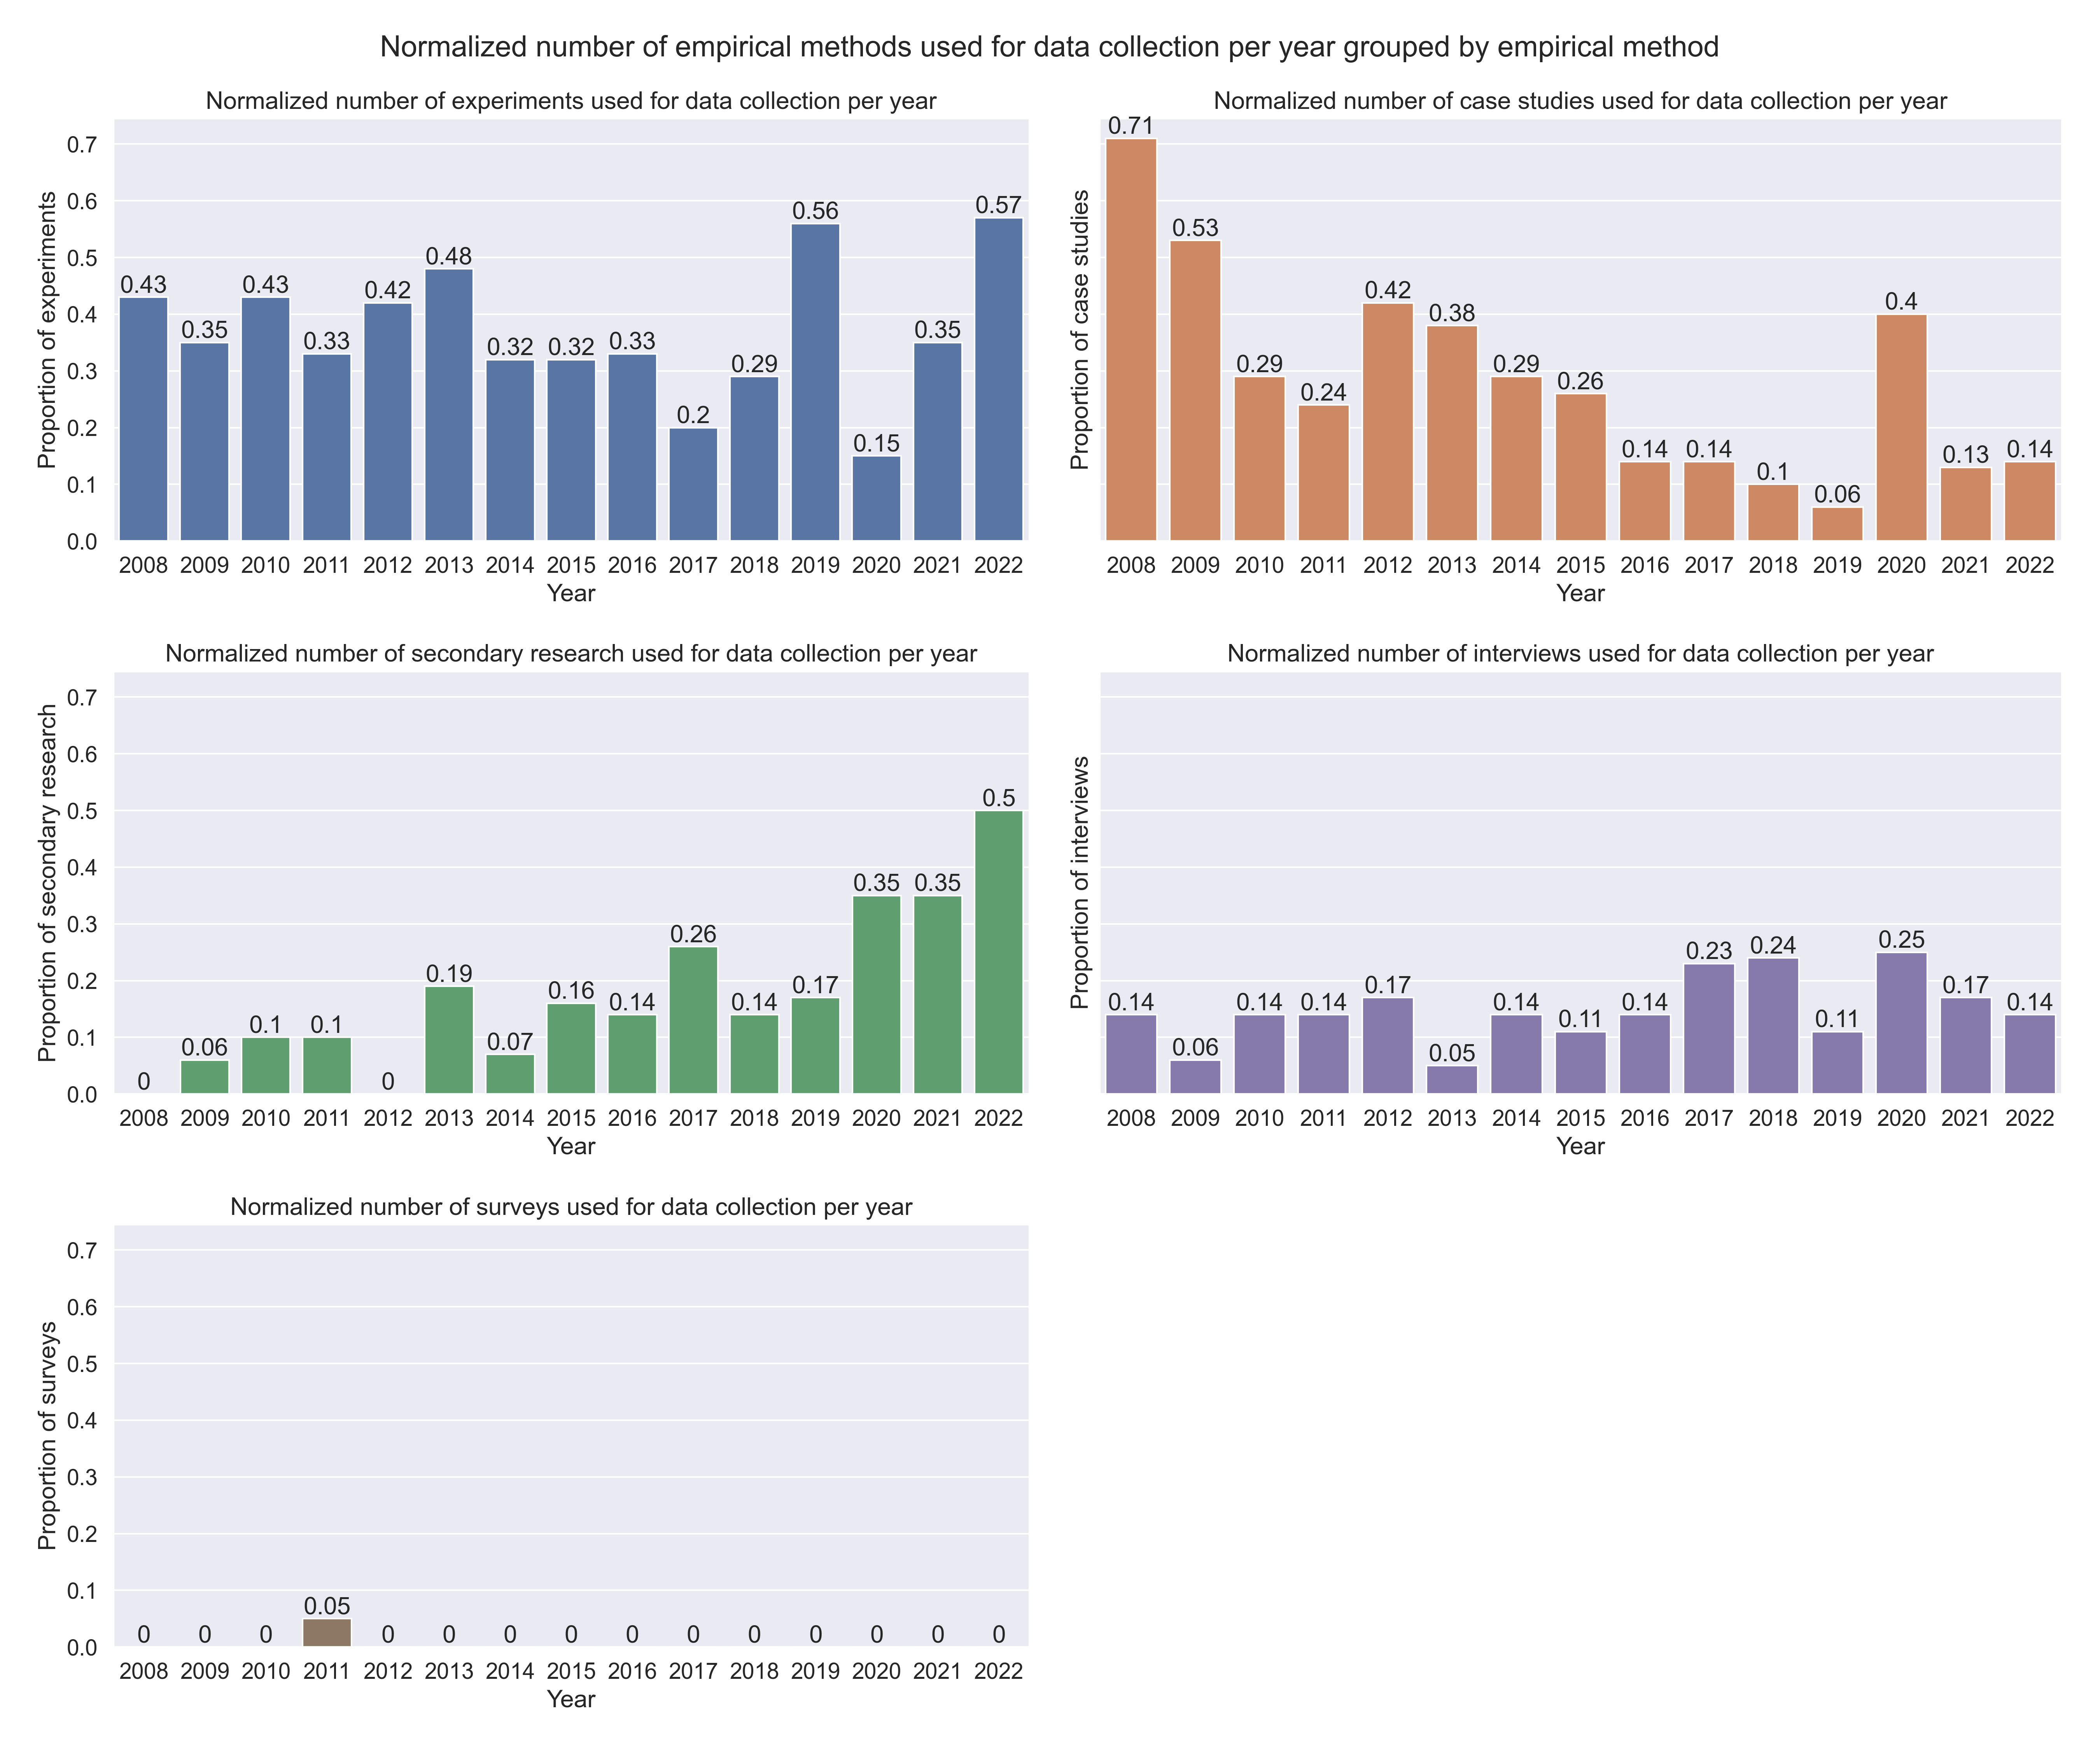 Normalized number of empirical methods used for data collection per year grouped by empirical method
Normalized number of experiments used for data collection per year
Proportion of experiments
0.7
0.6
0.5
0.4
0.3
0.2
0.1
0.0
0.43 0.35 0.43 0.33 0.42 0.48 0.32 0.32 0.33 0.2 0.29 0.56 0.15 0.35 0.57
2008 2009 2010 2011 2012 2013 2014 2015 2016 2017 2018 2019 2020 2021 2022
Year
Normalized number of case studies used for data collection per year
Proportion of case studies
0.71 0.53 0.29 0.24 0.42 0.38 0.29 0.26 0.14 0.14 0.1 0.06 0.4 0.13 0.14
2008 2009 2010 2011 2012 2013 2014 2015 2016 2017 2018 2019 2020 2021 2022
Year
Normalized number of secondary research used for data collection per year
Proportion of secondary research
0.7
0.6
0.5
0.4
0.3
0.2
0.1
0.0
0 0.06 0.1 0.1 0 0.19 0.07 0.16 0.14 0.26 0.14 0.17 0.35 0.35 0.5
2008 2009 2010 2011 2012 2013 2014 2015 2016 2017 2018 2019 2020 2021 2022
Year
Normalized number of interviews used for data collection per year
Proportion of interviews
0.14 0.06 0.14 0.14 0.17 0.05 0.14 0.11 0.14 0.23 0.24 0.11 0.25 0.17 0.14
2008 2009 2010 2011 2012 2013 2014 2015 2016 2017 2018 2019 2020 2021 2022
Year
Normalized number of surveys used for data collection per year
Proportion of surveys
0.7
0.6
0.5
0.4
0.3
0.2
0.1
0.0
0 0 0 0.05 0 0 0 0 0 0 0 0 0 0 0
2008 2009 2010 2011 2012 2013 2014 2015 2016 2017 2018 2019 2020 2021 2022
Year